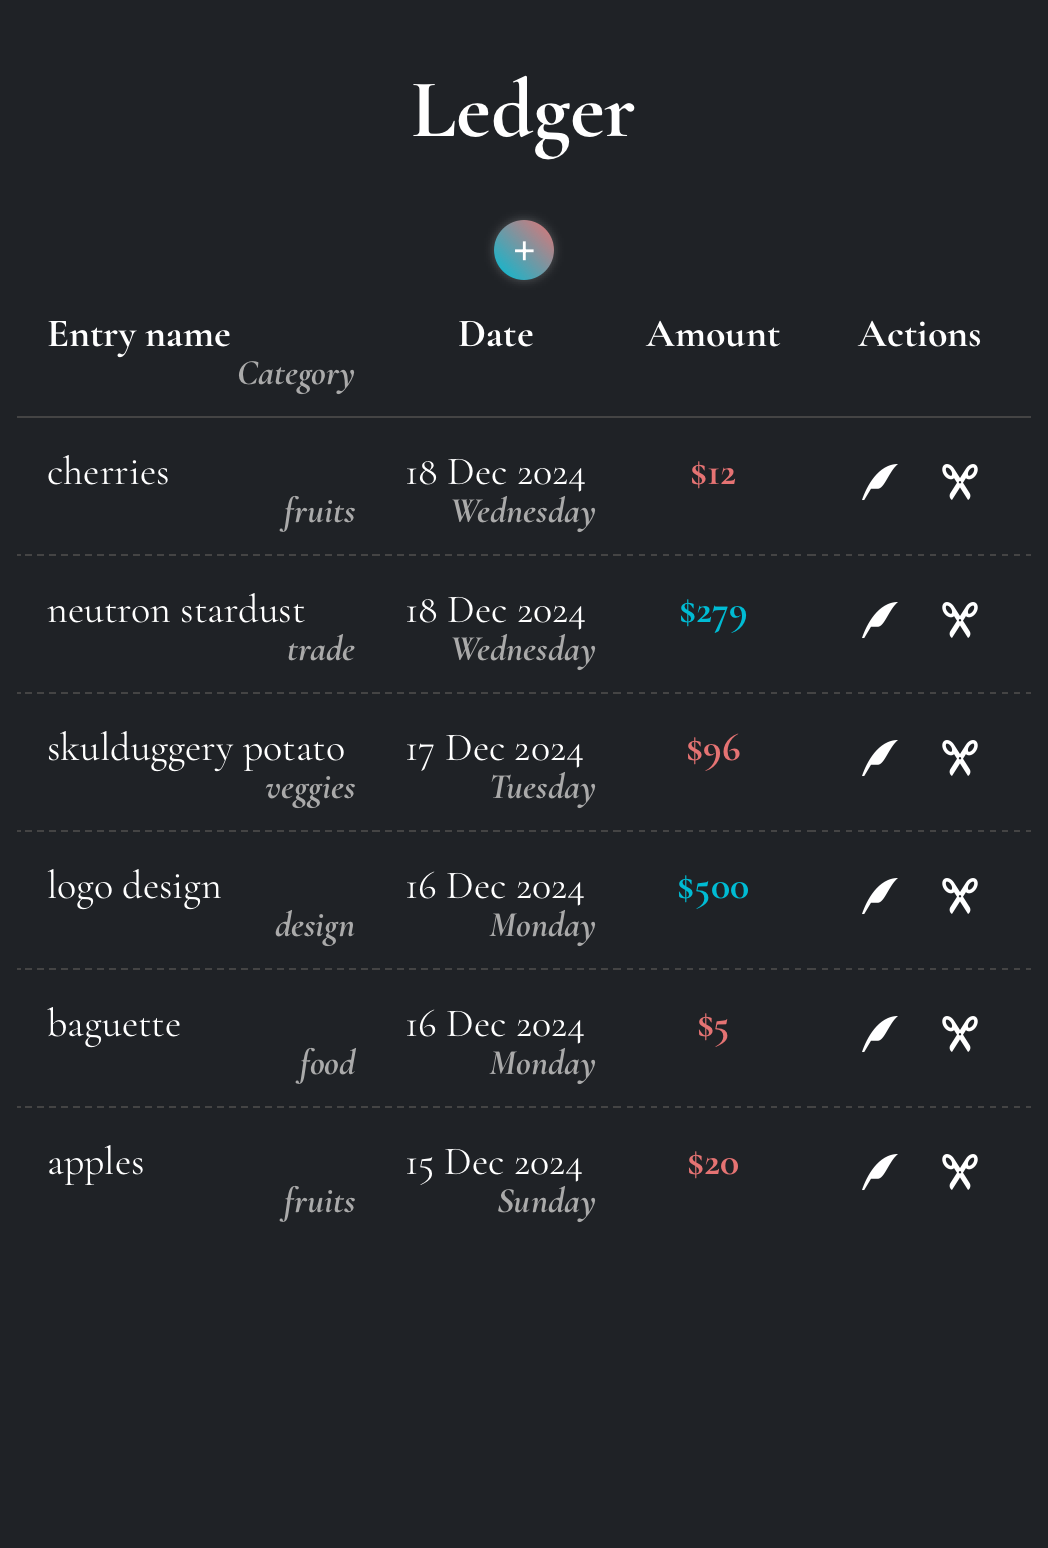 Ledger
+
Entry name Date Amount Actions
Category
cherries 18 Dec 2024 $12
fruits Wednesday
neutron stardust 18 Dec 2024 $279
trade Wednesday
skulduggery potato 17 Dec 2024 $96
veggies Tuesday
logo design 16 Dec 2024 $500
design Monday
baguette 16 Dec 2024 $5
food Monday
apples 15 Dec 2024 $20
fruits Sunday